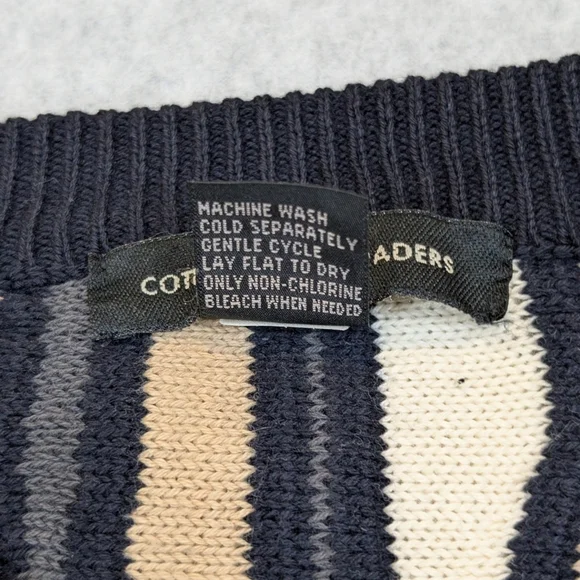 MACHINE WASH
COLD SEPARATELY
GENTLE CYCLE
LAY FLAT TO DRY
ONLY NON-CHLORINE
BLEACH WHEN NEEDED